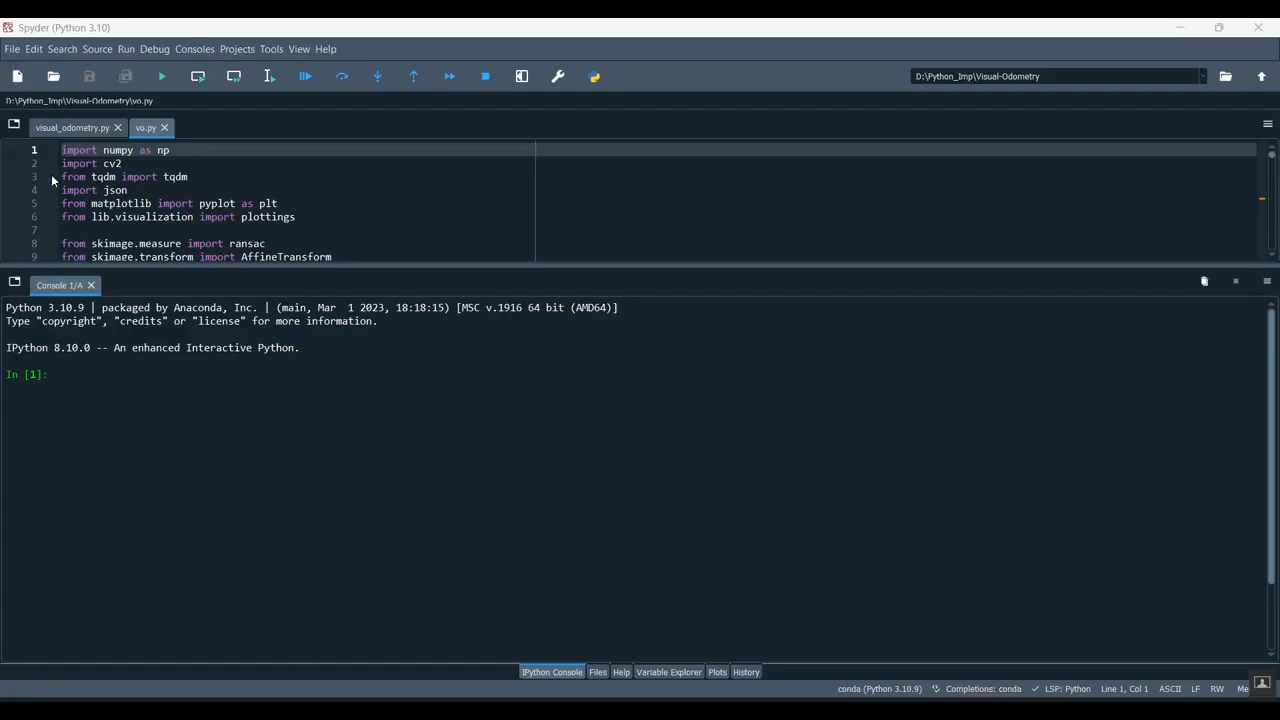 Spyder (Python 3.10)
File Edit Search Source Run Debug Consoles Projects Tools View Help
D:\Python_Imp\Visual-Odometry
D:\Python_Imp\Visual-Odometry\vo.py
visual_odometry.py vo.py
1 import numpy as np
2 import cv2
3 from tqdm import tqdm
4 import json
5 from matplotlib import pyplot as plt
6 from lib.visualization import plottings
7
8 from skimage.measure import ransac
9 from skimage.transform import AffineTransform
Console 1/A
Python 3.10.9 | packaged by Anaconda, Inc. | (main, Mar  1 2023, 18:18:15) [MSC v.1916 64 bit (AMD64)]
Type "copyright", "credits" or "license" for more information.
IPython 8.10.0 -- An enhanced Interactive Python.
In [1]:
IPython Console Files Help Variable Explorer Plots History
conda (Python 3.10.9) Completions: conda LSP: Python Line 1, Col 1 ASCII LF RW Me